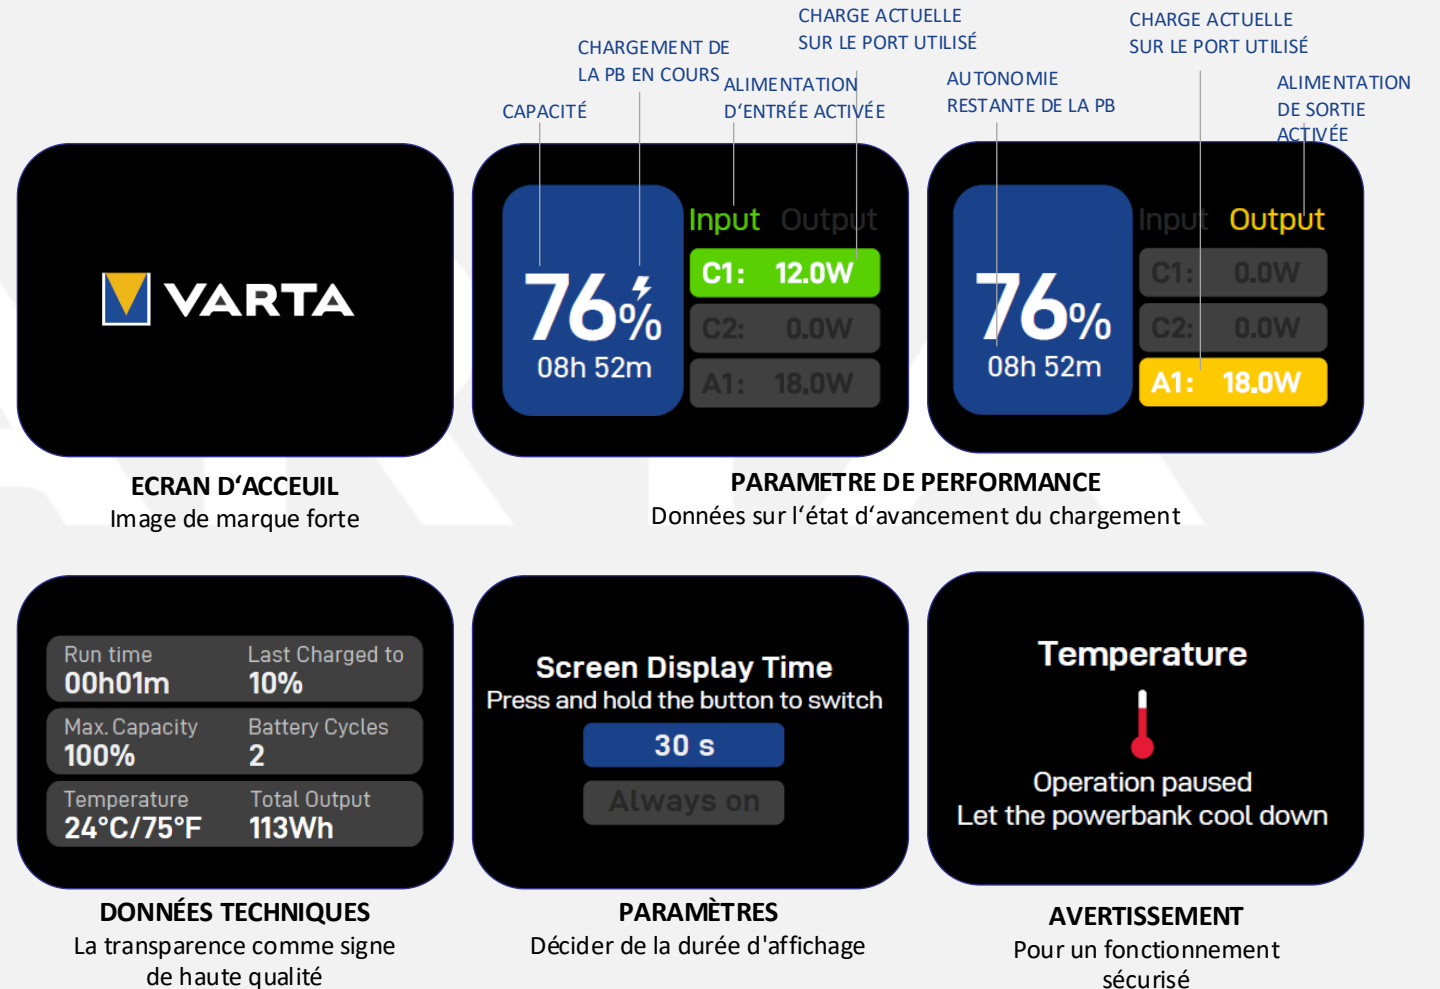 CHARGE ACTUELLE
SUR LE PORT UTILISÉ
CHARGE ACTUELLE
SUR LE PORT UTILISÉ
CHARGEMENT DE
LA PB EN COURS
ALIMENTATION
D‘ENTRÉE ACTIVÉE
AUTONOMIE
RESTANTE DE LA PB
ALIMENTATION
DE SORTIE
ACTIVÉE
CAPACITÉ
VARTA
76%
08h 52m
Input Output
C1: 12.0W
C2: 0.0W
A1: 18.0W
76%
08h 52m
Input Output
C1: 0.0W
C2: 0.0W
A1: 18.0W
ECRAN D‘ACCEUIL
Image de marque forte
PARAMETRE DE PERFORMANCE
Données sur l‘état d‘avancement du chargement
Run time
00h01m
Last Charged to
10%
Max. Capacity
100%
Battery Cycles
2
Temperature
24°C/75°F
Total Output
113Wh
Screen Display Time
Press and hold the button to switch
30 s
Always on
Temperature
Operation paused
Let the powerbank cool down
DONNÉES TECHNIQUES
La transparence comme signe
de haute qualité
PARAMÈTRES
Décider de la durée d'affichage
AVERTISSEMENT
Pour un fonctionnement
sécurisé